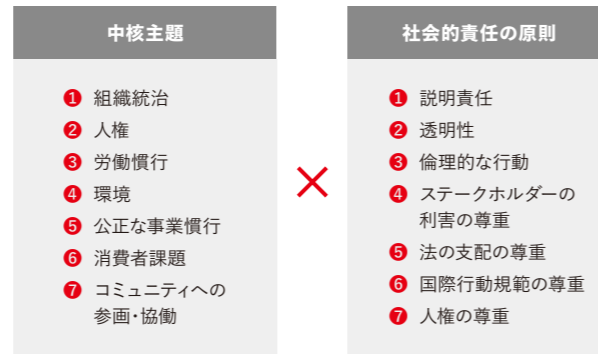 中核主題
❶ 組織統治
❷ 人権
❸ 労働慣行
❹ 環境
❺ 公正な事業慣行
❻ 消費者課題
❼ コミュニティへの
参画・協働
×
社会的責任の原則
❶ 説明責任
❷ 透明性
❸ 倫理的な行動
❹ ステークホルダーの
利害の尊重
❺ 法の支配の尊重
❻ 国際行動規範の尊重
❼ 人権の尊重